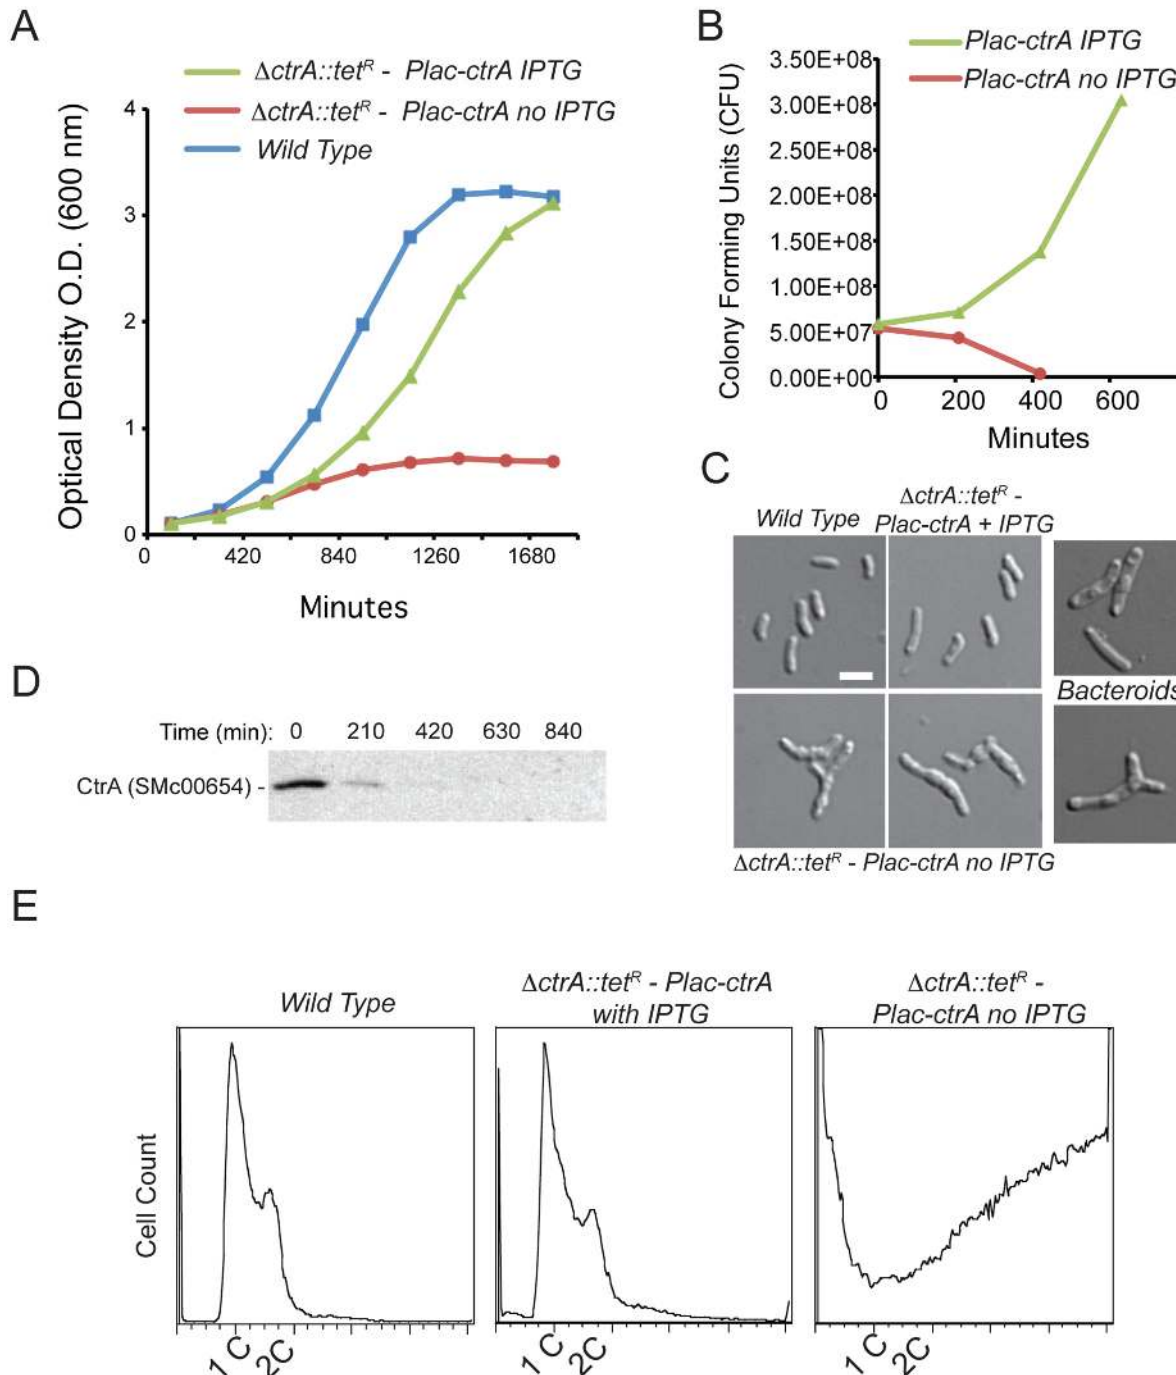 A
ΔctrA::tetᴿ - Plac-ctrA IPTG
ΔctrA::tetᴿ - Plac-ctrA no IPTG
Wild Type
Optical Density O.D. (600 nm)
4
3
2
1
0
0 420 840 1260 1680
Minutes
B
Plac-ctrA IPTG
Plac-ctrA no IPTG
Colony Forming Units (CFU)
3.50E+08
3.00E+08
2.50E+08
2.00E+08
1.50E+08
1.00E+08
5.00E+07
0.00E+00
0 200 400 600
Minutes
C
Wild Type
ΔctrA::tetᴿ -
Plac-ctrA + IPTG
Bacteroids
ΔctrA::tetᴿ - Plac-ctrA no IPTG
D
Time (min): 0 210 420 630 840
CtrA (SMc00654) -
E
Wild Type
ΔctrA::tetᴿ - Plac-ctrA
with IPTG
ΔctrA::tetᴿ -
Plac-ctrA no IPTG
Cell Count
1 C 2C
1 C 2C
1 C 2C